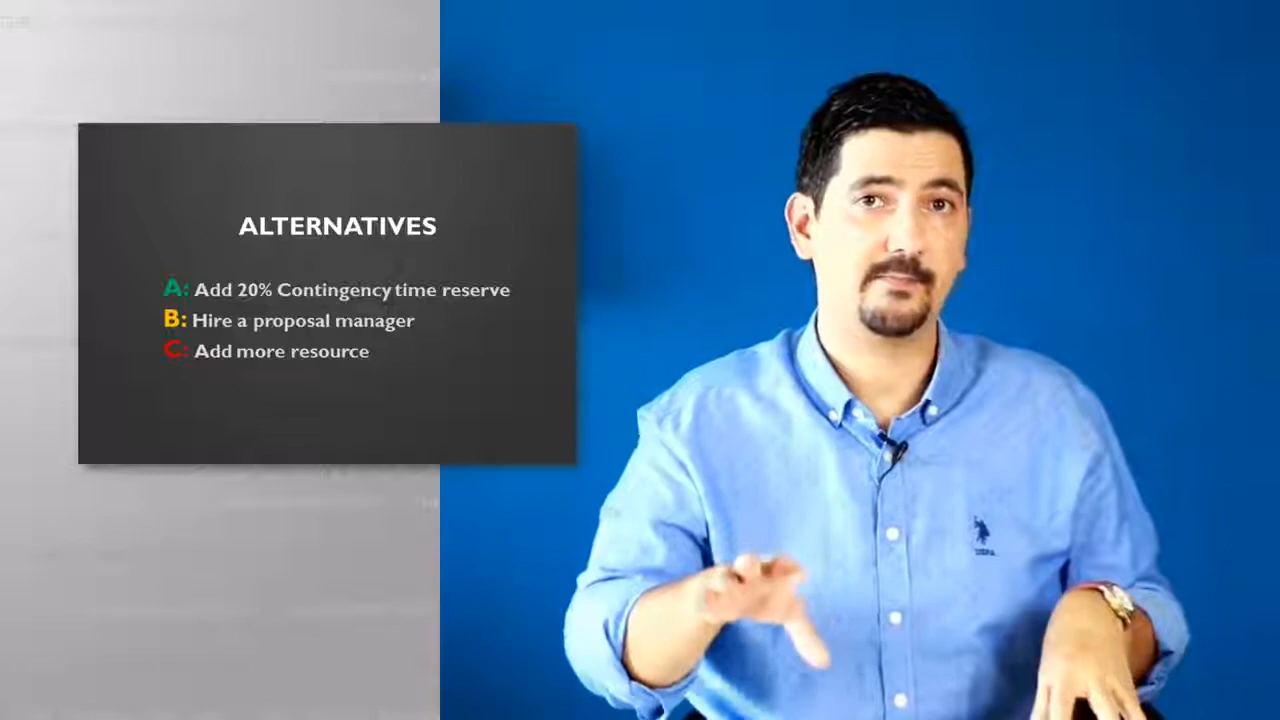 ALTERNATIVES
A: Add 20% Contingency time reserve
B: Hire a proposal manager
C: Add more resource